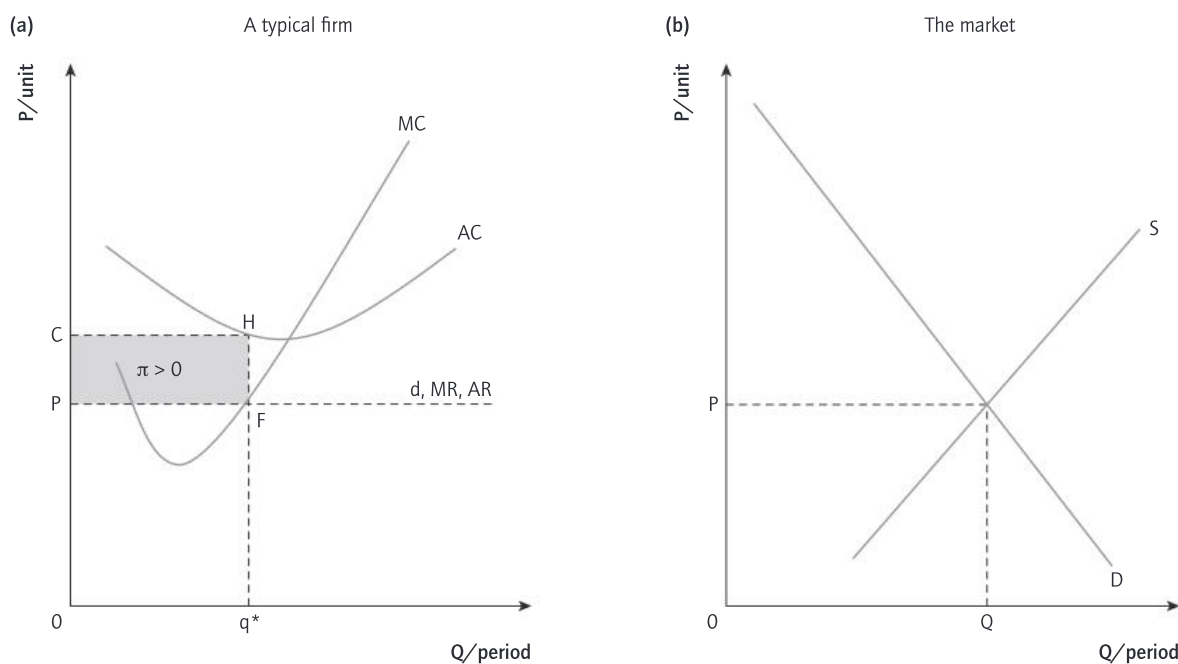 (a)
A typical firm
P/unit
MC
AC
C
H
π > 0
P
d, MR, AR
F
0
q*
Q/period
(b)
The market
P/unit
S
P
D
0
Q
Q/period